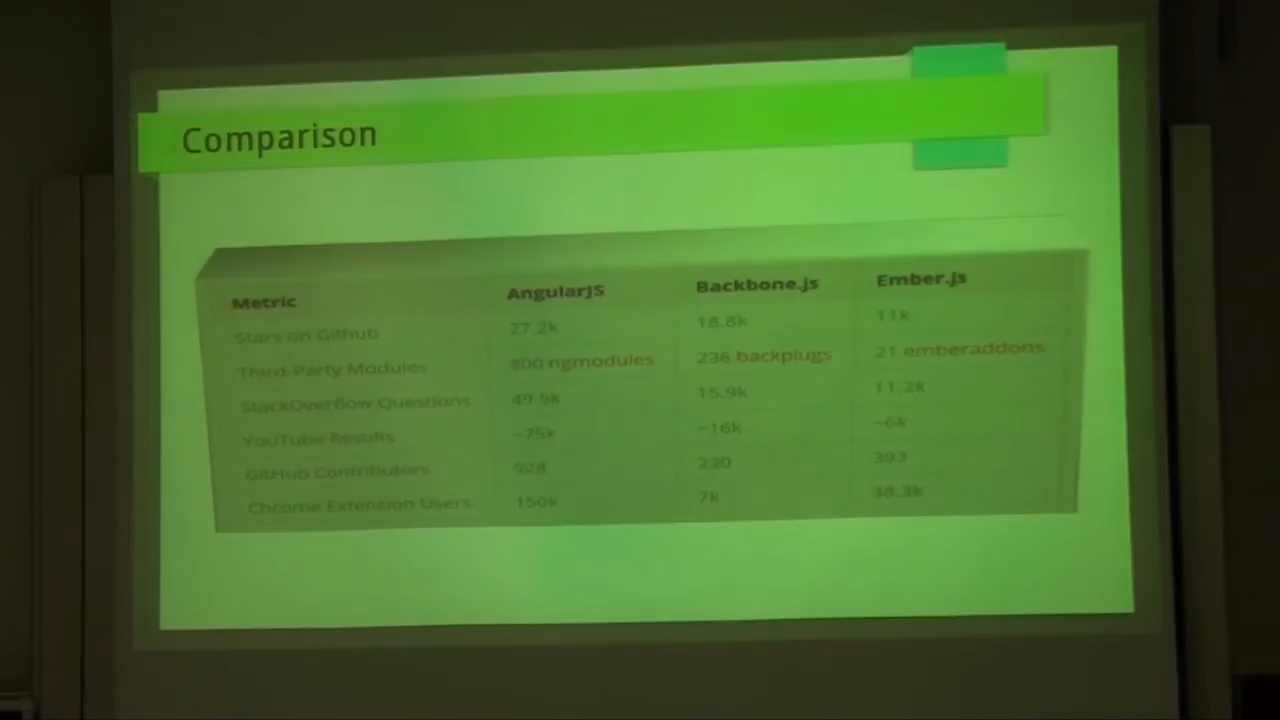 Comparison
Metric AngularJS Backbone.js Ember.js
Stars on Github 27.2k 18.8k 11k
Third-Party Modules 800 ngmodules 236 backplugs 21 emberaddons
StackOverflow Questions 49.5k 15.9k 11.2k
YouTube Results ~75k ~16k ~6k
GitHub Contributors 928 230 393
Chrome Extension Users 150k 7k 38.3k